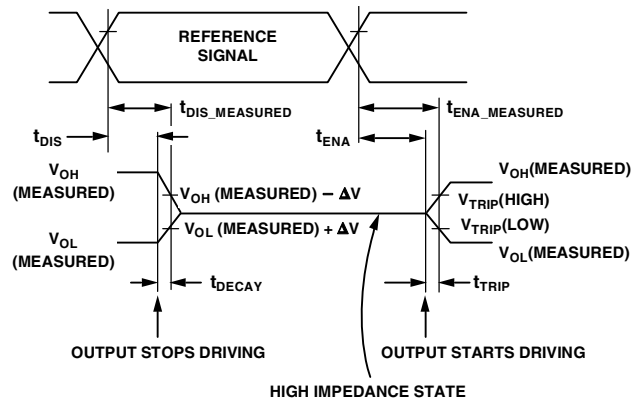 REFERENCE
SIGNAL
tDIS_MEASURED
tENA_MEASURED
tDIS
tENA
VOH
(MEASURED)
VOH (MEASURED) – ΔV
VOH(MEASURED)
VTRIP(HIGH)
VOL
(MEASURED)
VOL (MEASURED) + ΔV
VTRIP(LOW)
VOL(MEASURED)
tDECAY
tTRIP
OUTPUT STOPS DRIVING
OUTPUT STARTS DRIVING
HIGH IMPEDANCE STATE